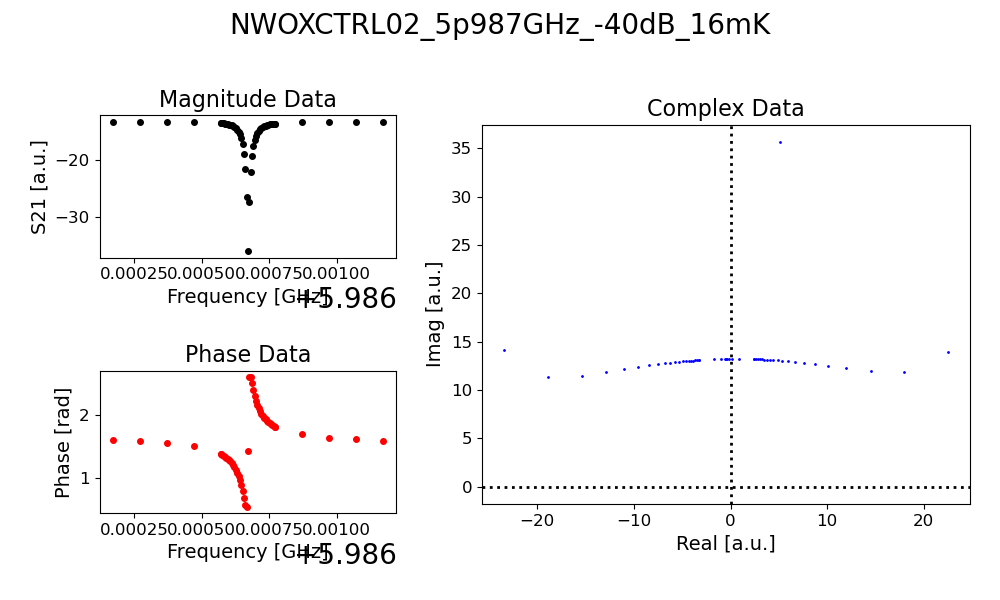 NWOXCTRL02_5p987GHz_-40dB_16mK
Magnitude Data
S21 [a.u.]
−20
−30
0.00025 0.00050 0.00075 0.00100
Frequency [GHz]
+5.986
Phase Data
Phase [rad]
2
1
0.00025 0.00050 0.00075 0.00100
Frequency [GHz]
+5.986
Complex Data
Imag [a.u.]
35
30
25
20
15
10
5
0
−20 −10 0 10 20
Real [a.u.]